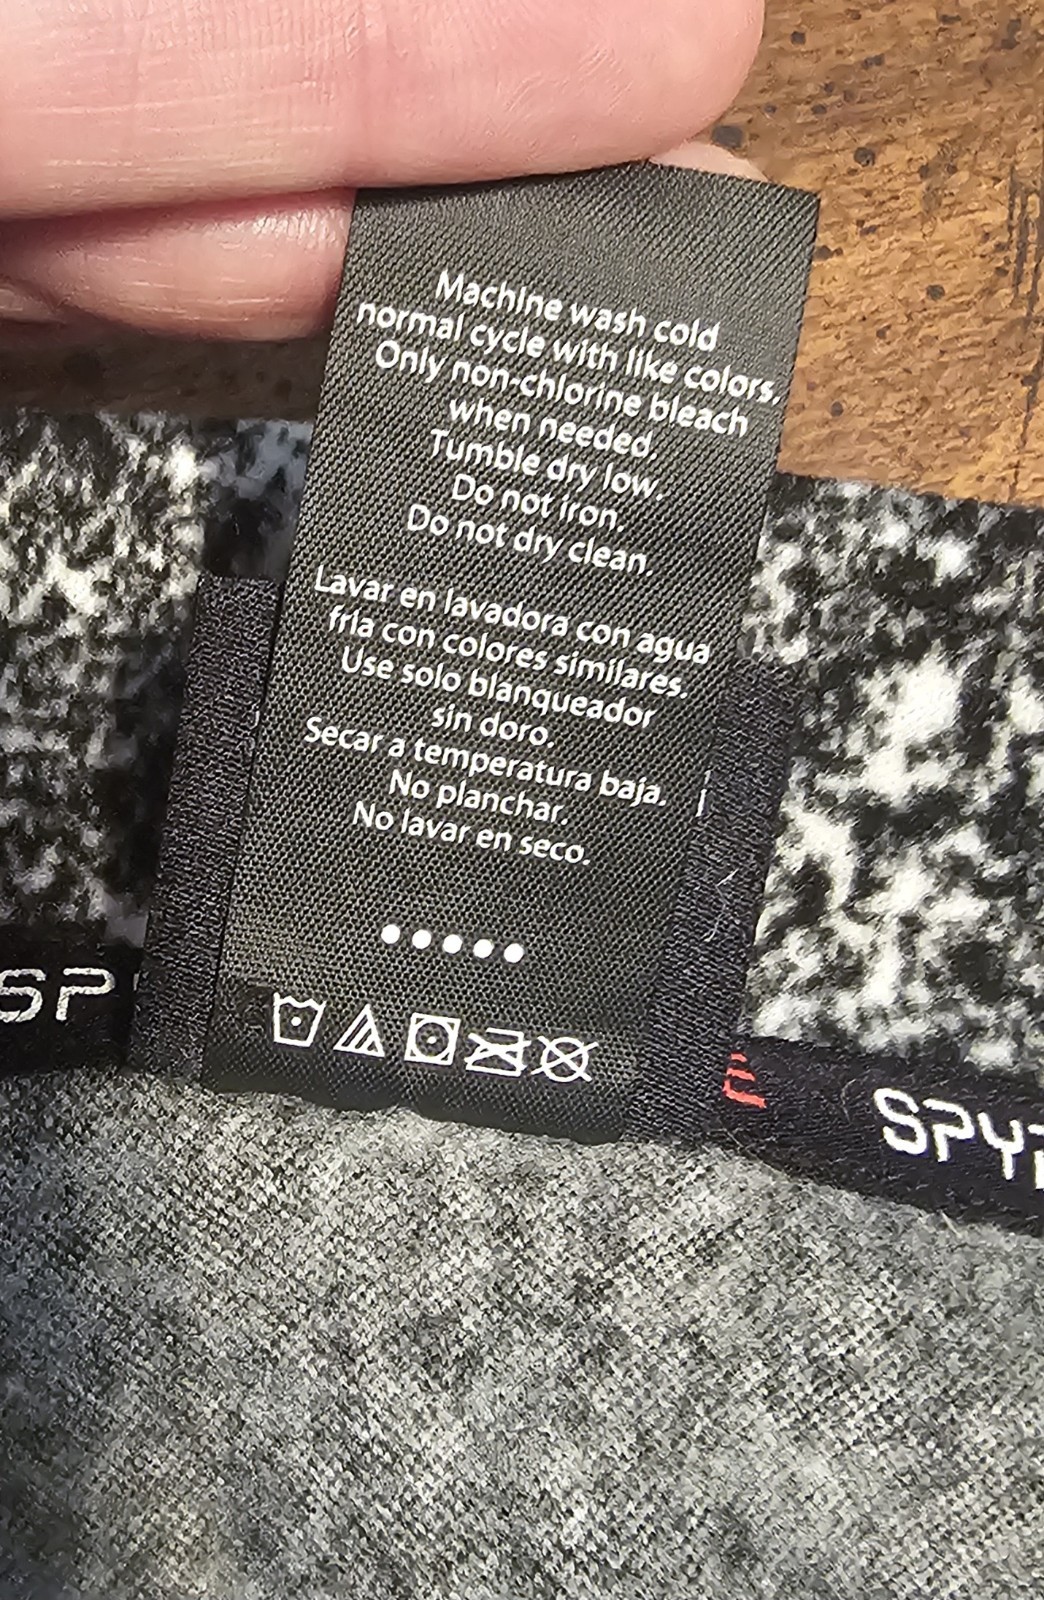 Machine wash cold
normal cycle with like colors.
Only non-chlorine bleach
when needed.
Tumble dry low.
Do not iron.
Do not dry clean.
Lavar en lavadora con agua
fría con colores similares.
Use solo blanqueador
sin doro.
Secar a temperatura baja.
No planchar.
No lavar en seco.
SP
E
SPY